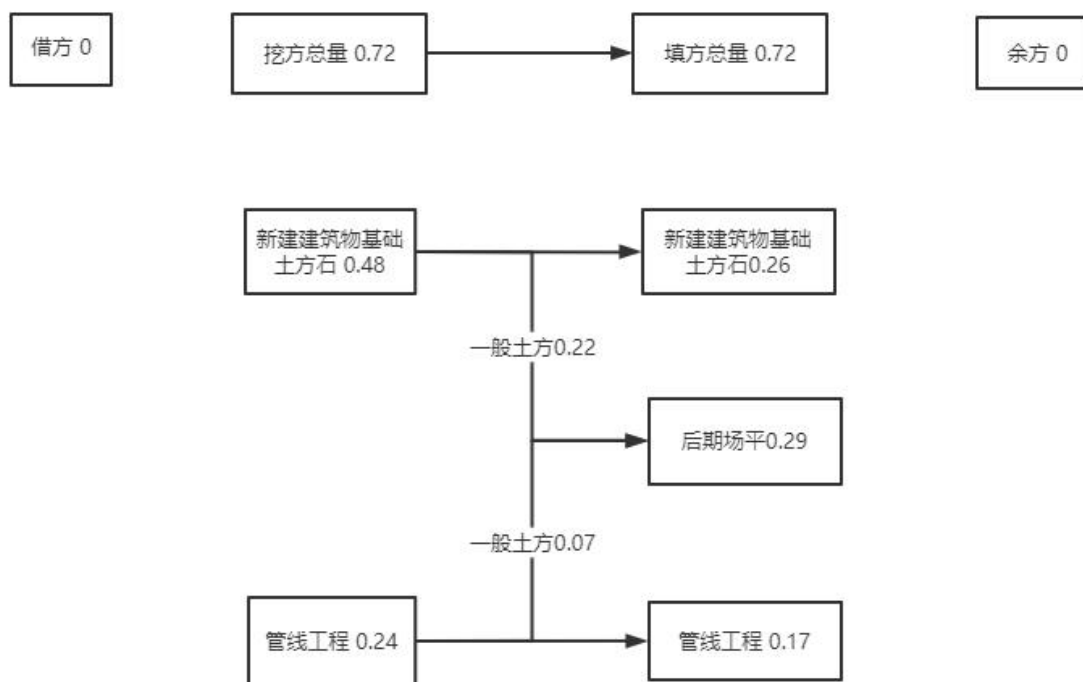 借方 0
挖方总量 0.72
填方总量 0.72
余方 0
新建建筑物基础
土方石 0.48
新建建筑物基础
土方石0.26
一般土方0.22
后期场平0.29
一般土方0.07
管线工程 0.24
管线工程 0.17